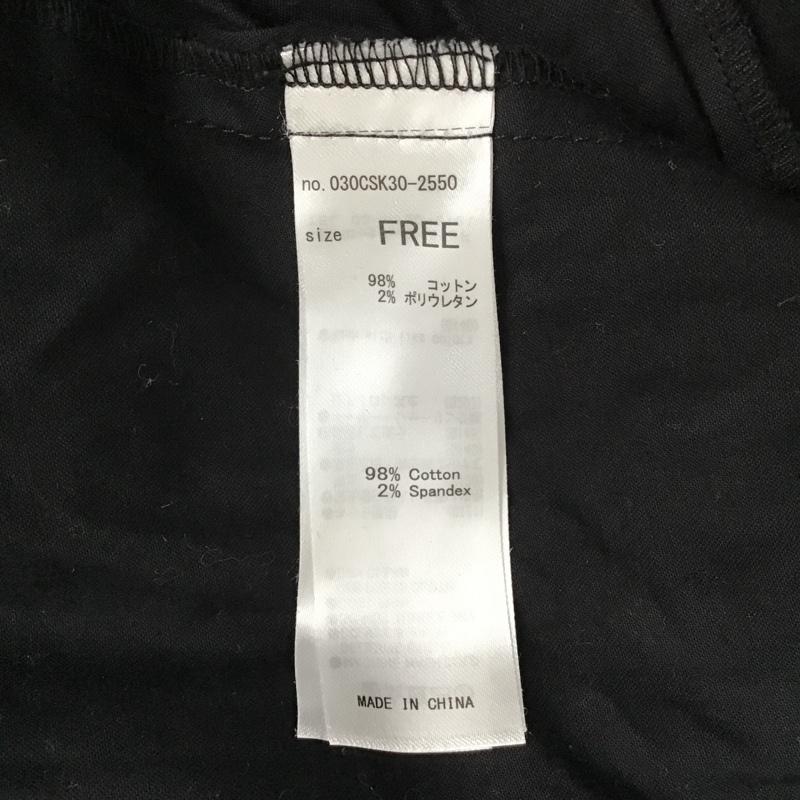 no. 030CSK30-2550
size FREE
98% コットン
2% ポリウレタン
98% Cotton
2% Spandex
MADE IN CHINA